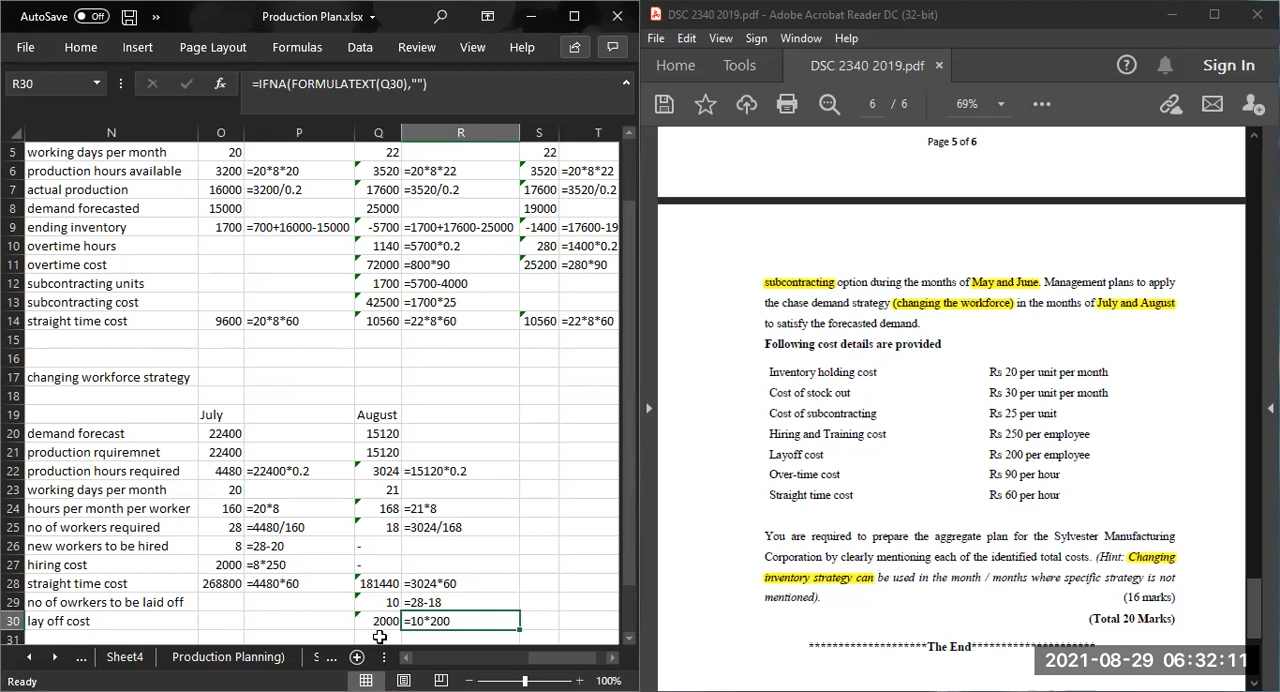 AutoSave Off » Production Plan.xlsx
File Home Insert Page Layout Formulas Data Review View Help
R30 fx =IFNA(FORMULATEXT(Q30),"")
N O P Q R S T
5 working days per month 20 22 22
6 production hours available 3200 =20*8*20 3520 =20*8*22 3520 =20*8*22
7 actual production 16000 =3200/0.2 17600 =3520/0.2 17600 =3520/0.2
8 demand forecasted 15000 25000 19000
9 ending inventory 1700 =700+16000-15000 -5700 =1700+17600-25000 -1400 =17600-19
10 overtime hours 1140 =5700*0.2 280 =1400*0.2
11 overtime cost 72000 =800*90 25200 =280*90
12 subcontracting units 1700 =5700-4000
13 subcontracting cost 42500 =1700*25
14 straight time cost 9600 =20*8*60 10560 =22*8*60 10560 =22*8*60
15
16
17 changing workforce strategy
18
19 July August
20 demand forecast 22400 15120
21 production rquiremnet 22400 15120
22 production hours required 4480 =22400*0.2 3024 =15120*0.2
23 working days per month 20 21
24 hours per month per worker 160 =20*8 168 =21*8
25 no of workers required 28 =4480/160 18 =3024/168
26 new workers to be hired 8 =28-20 -
27 hiring cost 2000 =8*250 -
28 straight time cost 268800 =4480*60 181440 =3024*60
29 no of owrkers to be laid off 10 =28-18
30 lay off cost 2000 =10*200
31
... Sheet4 Production Planning) S ...
Ready 100%
DSC 2340 2019.pdf - Adobe Acrobat Reader DC (32-bit)
File Edit View Sign Window Help
Home Tools DSC 2340 2019.pdf × Sign In
6 / 6 69%
Page 5 of 6
subcontracting option during the months of May and June. Management plans to apply
the chase demand strategy (changing the workforce) in the months of July and August
to satisfy the forecasted demand.
Following cost details are provided
Inventory holding cost Rs 20 per unit per month
Cost of stock out Rs 30 per unit per month
Cost of subcontracting Rs 25 per unit
Hiring and Training cost Rs 250 per employee
Layoff cost Rs 200 per employee
Over-time cost Rs 90 per hour
Straight time cost Rs 60 per hour
You are required to prepare the aggregate plan for the Sylvester Manufacturing
Corporation by clearly mentioning each of the identified total costs. (Hint: Changing
inventory strategy can be used in the month / months where specific strategy is not
mentioned). (16 marks)
(Total 20 Marks)
********************The End********************
2021-08-29 06:32:11